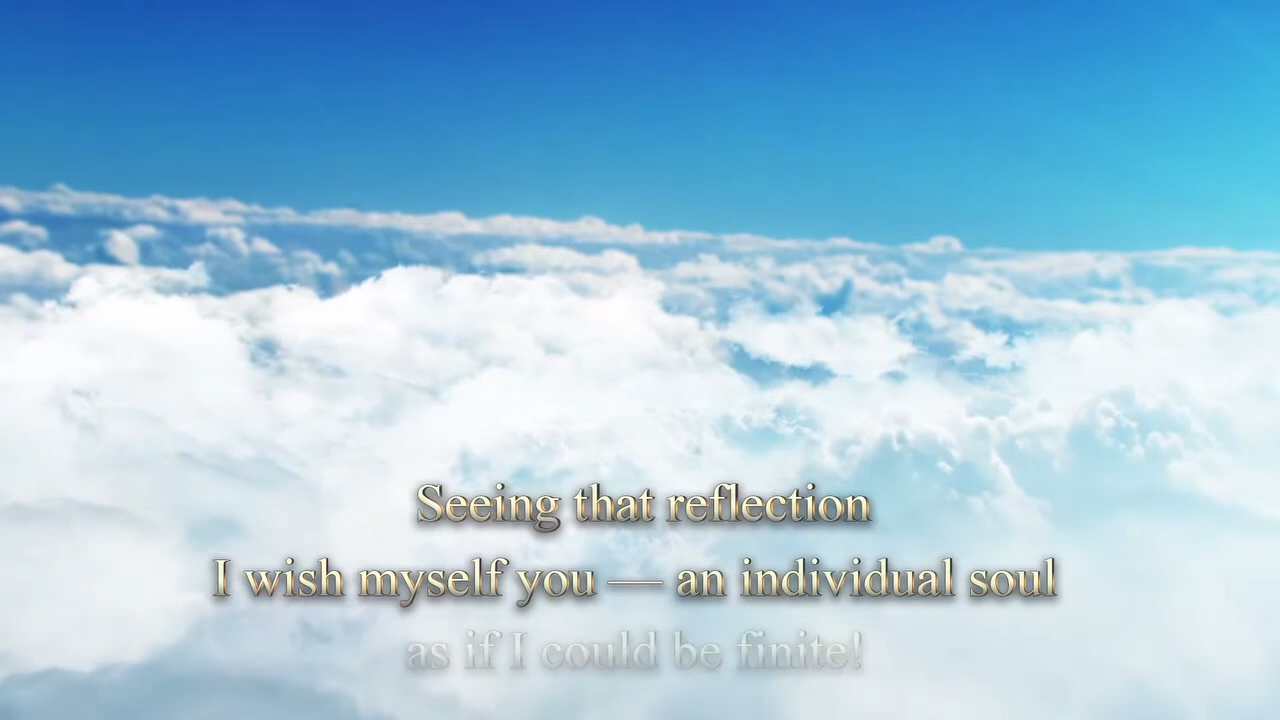 Seeing that reflection
I wish myself you — an individual soul
as if I could be finite!